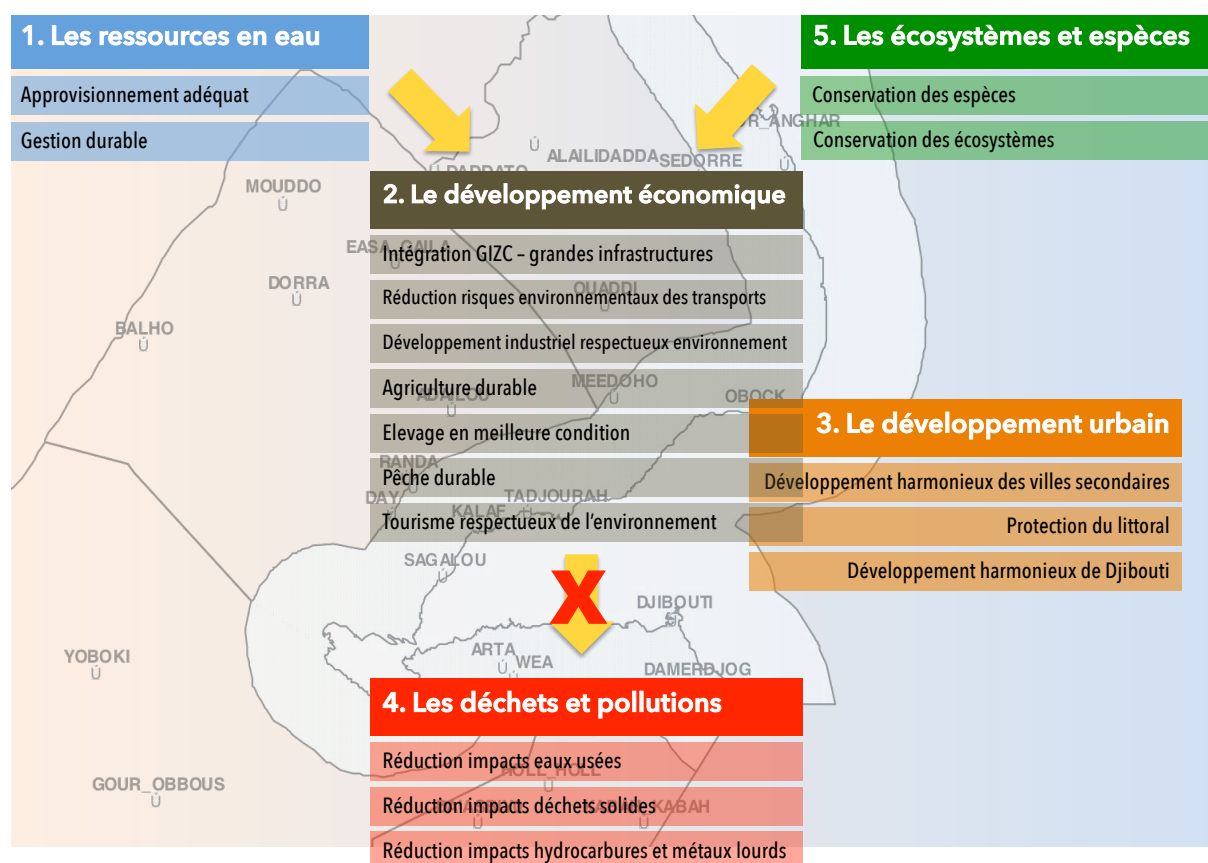 1. Les ressources en eau
Approvisionnement adéquat
Gestion durable
5. Les écosystèmes et espèces
Conservation des espèces
Conservation des écosystèmes
ALAILIDADDA
SEDORRE
MOUDDO
2. Le développement économique
Intégration GIZC – grandes infrastructures
Réduction risques environnementaux des transports
Développement industriel respectueux environnement
Agriculture durable
Elevage en meilleure condition
Pêche durable
Tourisme respectueux de l'environnement
DORRA
OUADDI
BALHO
MEEDOHO
ADAILOU
OBOCK
3. Le développement urbain
Développement harmonieux des villes secondaires
Protection du littoral
Développement harmonieux de Djibouti
RANDA
DAY
TADJOURAH
KALAF
SAGALOU
DJIBOUTI
X
ARTA
WEA
DAMERDJOG
YOBOKI
4. Les déchets et pollutions
Réduction impacts eaux usées
Réduction impacts déchets solides
Réduction impacts hydrocarbures et métaux lourds
GOUR_OBBOUS